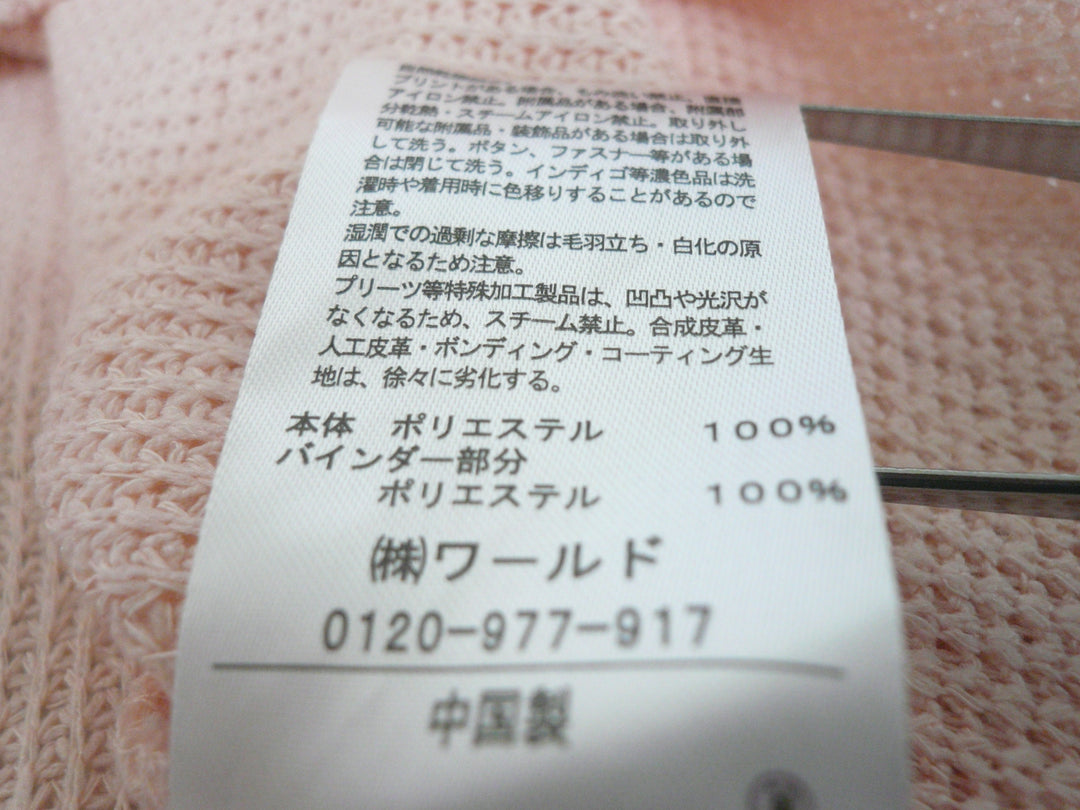 プリントがある場合、もみ洗い禁止。直接
アイロン禁止。附属品がある場合、附属部
分乾熱・スチームアイロン禁止。取り外し
可能な附属品・装飾品がある場合は取り外
して洗う。ボタン、ファスナー等がある場
合は閉じて洗う。インディゴ等濃色品は洗
濯時や着用時に色移りすることがあるので
注意。
湿潤での過剰な摩擦は毛羽立ち・白化の原
因となるため注意。
プリーツ等特殊加工製品は、凹凸や光沢が
なくなるため、スチーム禁止。合成皮革・
人工皮革・ボンディング・コーティング生
地は、徐々に劣化する。
本体 ポリエステル 100%
バインダー部分
ポリエステル 100%
㈱ワールド
0120-977-917
中国製